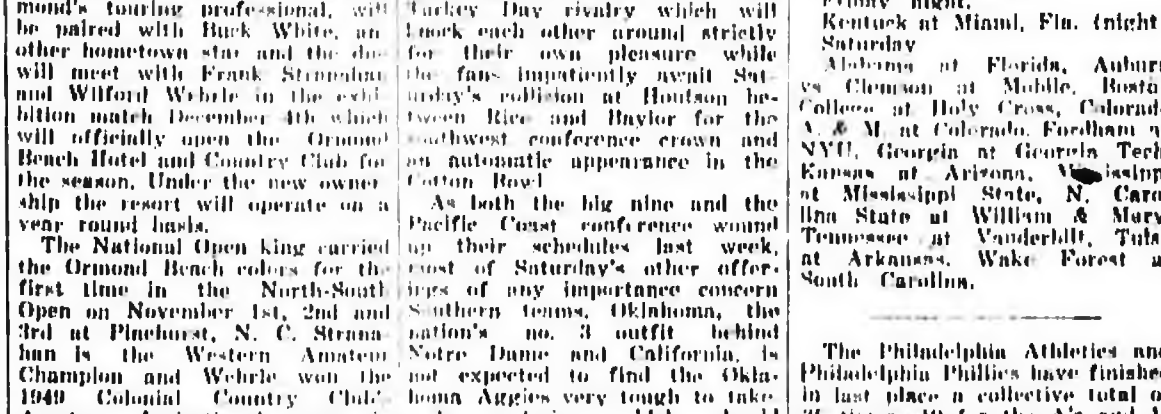 mond's touring professional, will
be paired with Buck White, an
other hometown star and the duo
will meet with Frank Stranahan
and Wilford Wehrle in the exhi
bition match December 4th which
will officially open the Ormond
Beach Hotel and Country Club for
the season. Under the new owner
ship the resort will operate on a
year round basis.
The National Open king carried
the Ormond Beach colors for the
first time in the North-South
Open on November 1st, 2nd and
3rd at Pinehurst, N. C. Strana
han is the Western Amateur
Champion and Wehrle won the
1949 Colonial Country Club's
Turkey Day rivalry which will
knock each other around strictly
for their own pleasure while
the fans impatiently await Sat-
urday's collision at Houtson be-
tween Rice and Baylor for the
southwest conference crown and
an automatic appearance in the
Cotton Bowl
As both the big nine and the
Pacific Coast conference wound
up their schedules last week,
most of Saturday's other offer-
ings of any importance concern
Southern teams. Oklahoma, the
nation's no. 3 outfit behind
Notre Dame and California, is
not expected to find the Okla-
homa Aggies very tough to take
night.
Kentuck at Miami, Fla. (night
Saturday
Alabama at Florida, Auburn
vs Clemson at Mobile, Bosto
College at Holy Cross, Colorado
A. & M. at Colorado, Fordham a
NYU, Georgia at Georgia Tech
Kansas at Arizona,
at Mississippi State, N. Caro
lina State at William & Mary
Tennessee at Vanderbilt, Tulsa
at Arkansas, Wake Forest a
South Carolina.
The Philadelphia Athletics and
Philadelphia Phillies have finished
in last place a collective total o